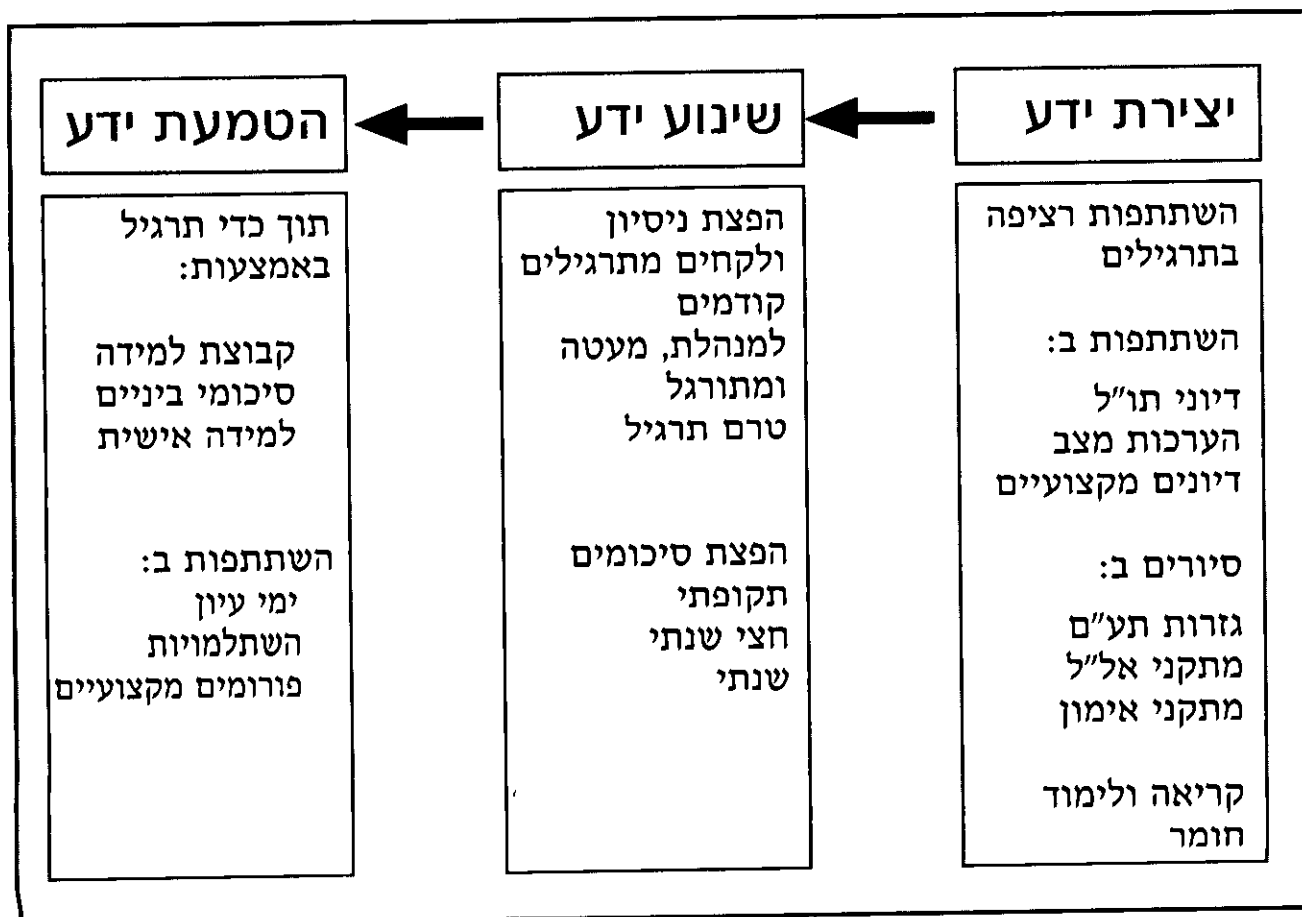 יצירת ידע
השתתפות רציפה
בתרגילים
השתתפות ב:
דיוני תו"ל
הערכות מצב
דיונים מקצועיים
סיורים ב:
גזרות תע"ם
מתקני אל"ל
מתקני אימון
קריאה ולימוד
חומר
שינוע ידע
הפצת ניסיון
ולקחים מתרגילים
קודמים
למנהלת, מעטה
ומתורגל
טרם תרגיל
הפצת סיכומים
תקופתי
חצי שנתי
שנתי
הטמעת ידע
תוך כדי תרגיל
באמצעות:
קבוצת למידה
סיכומי ביניים
למידה אישית
השתתפות ב:
ימי עיון
השתלמויות
פורומים מקצועיים